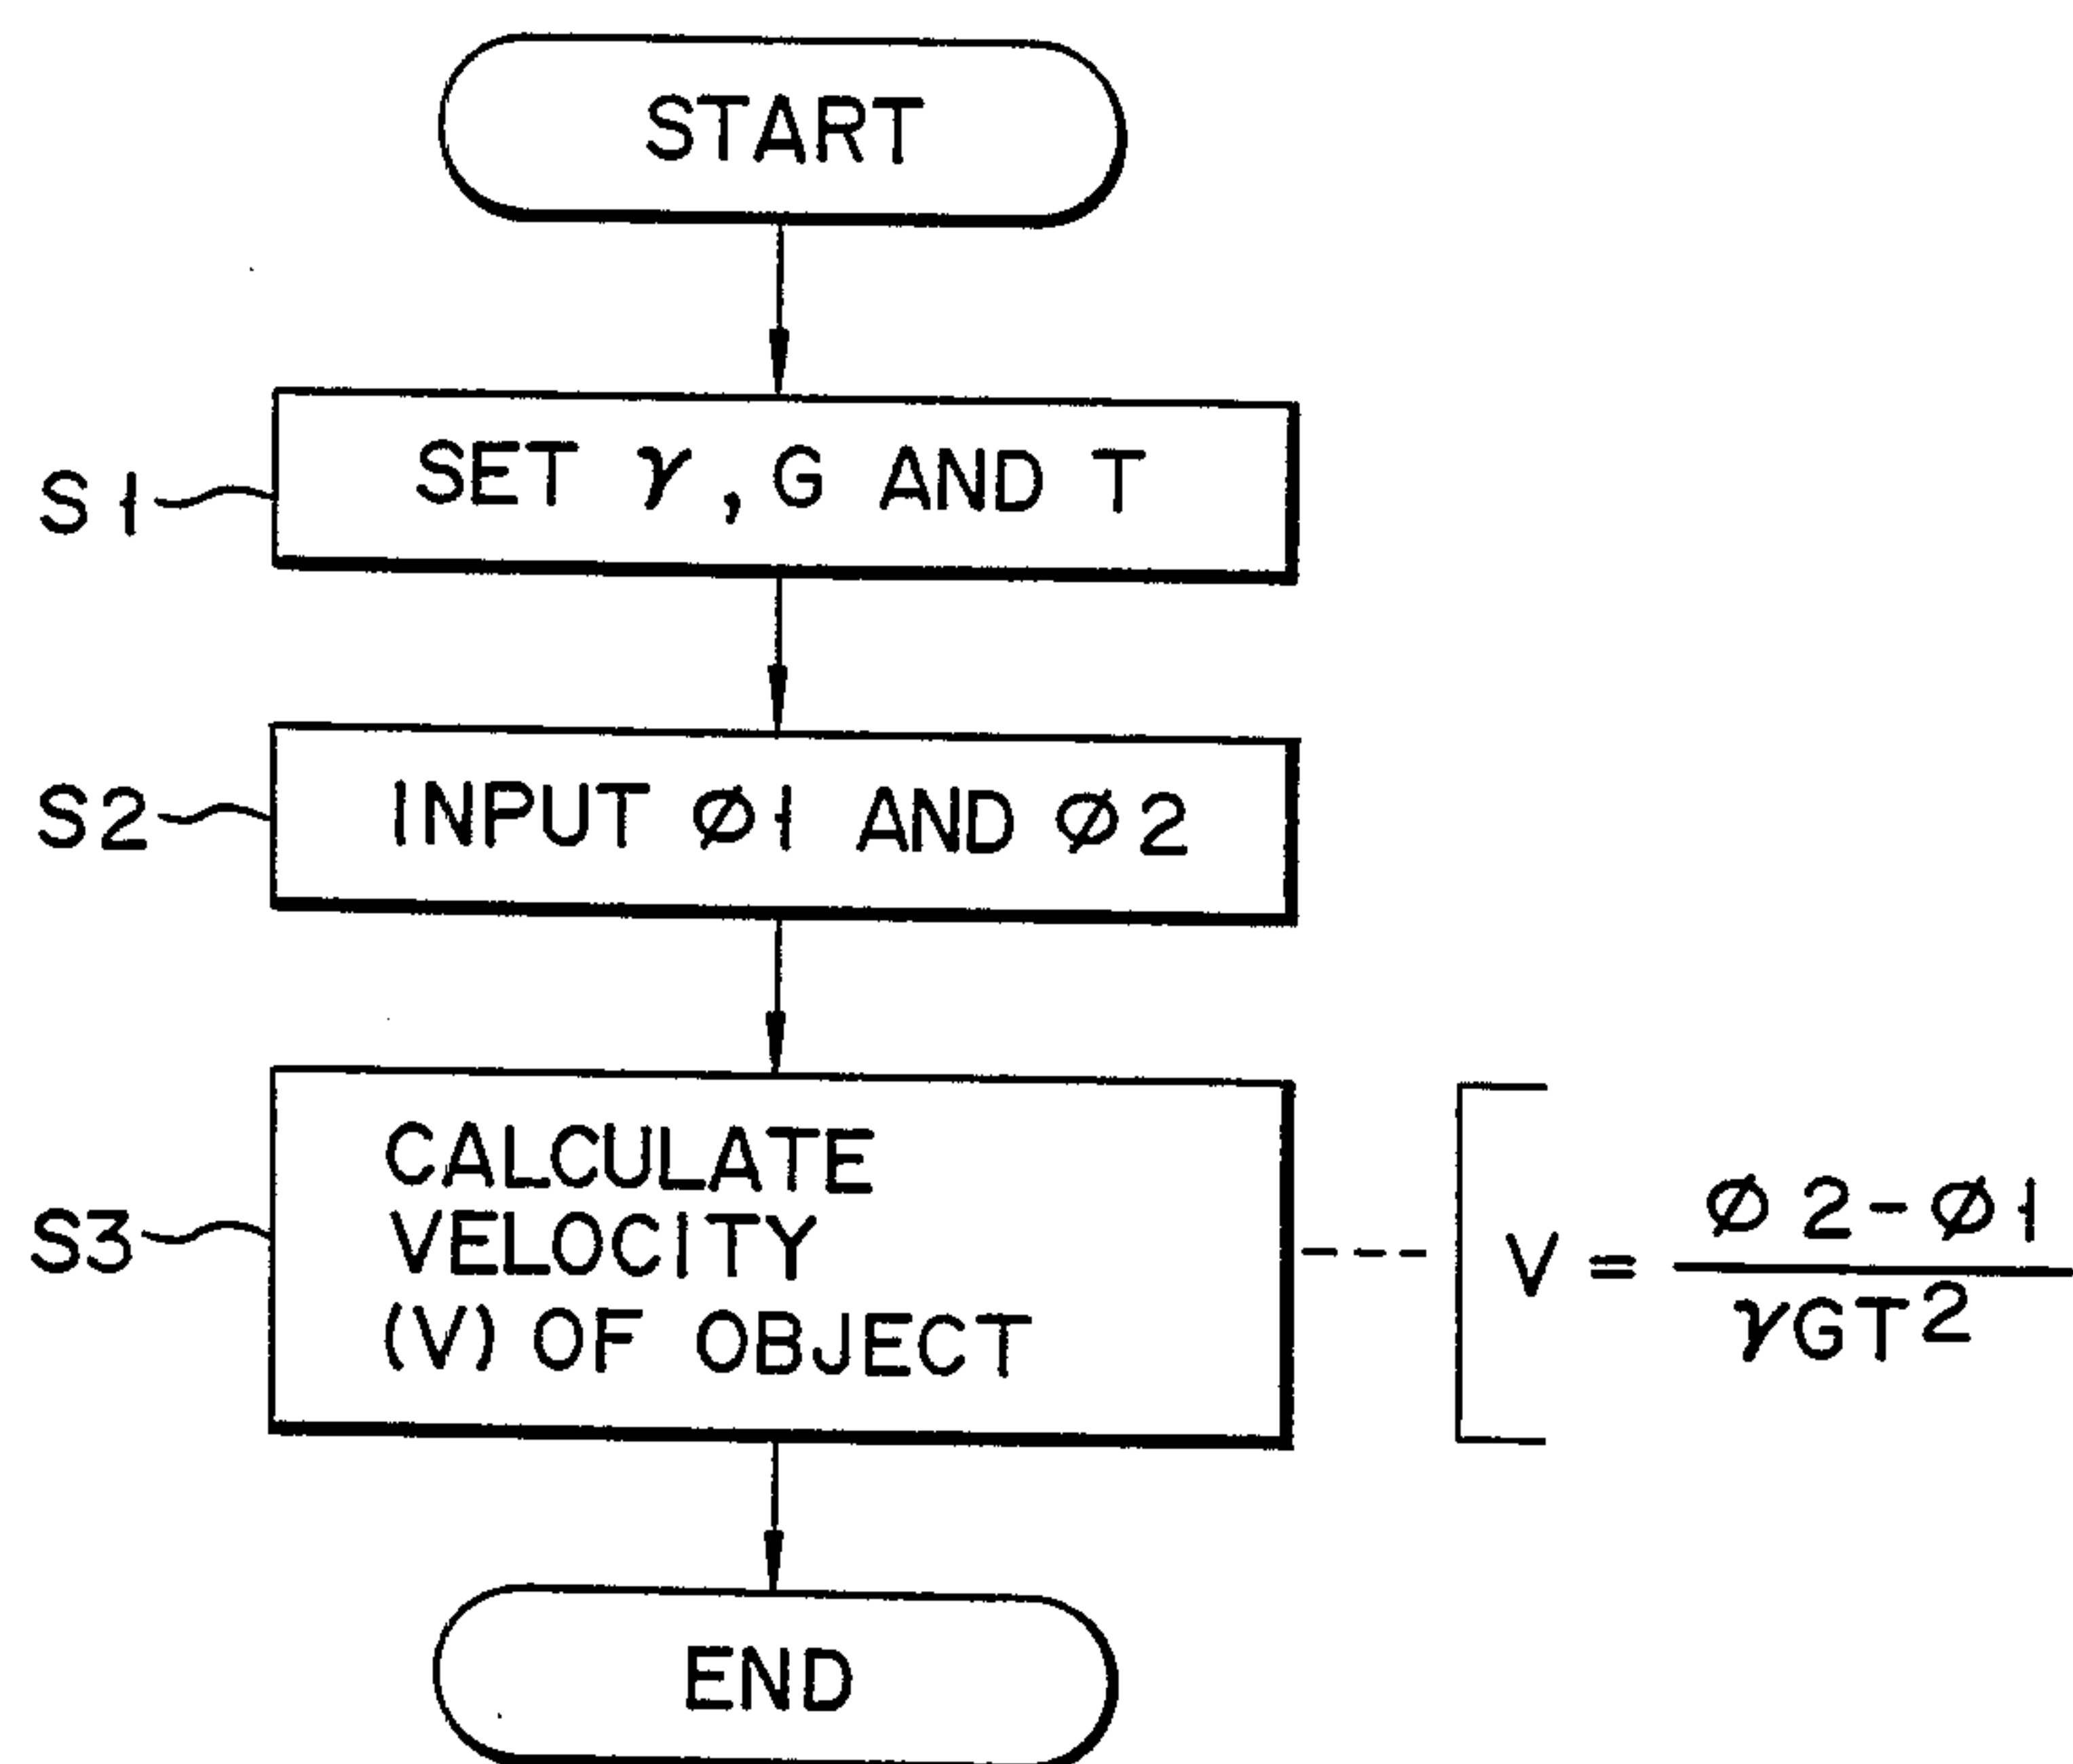 START
S1
SET γ, G AND T
S2
INPUT Ø1 AND Ø2
S3
CALCULATE
VELOCITY
(V) OF OBJECT
V = Ø2-Ø1
γGT²
END